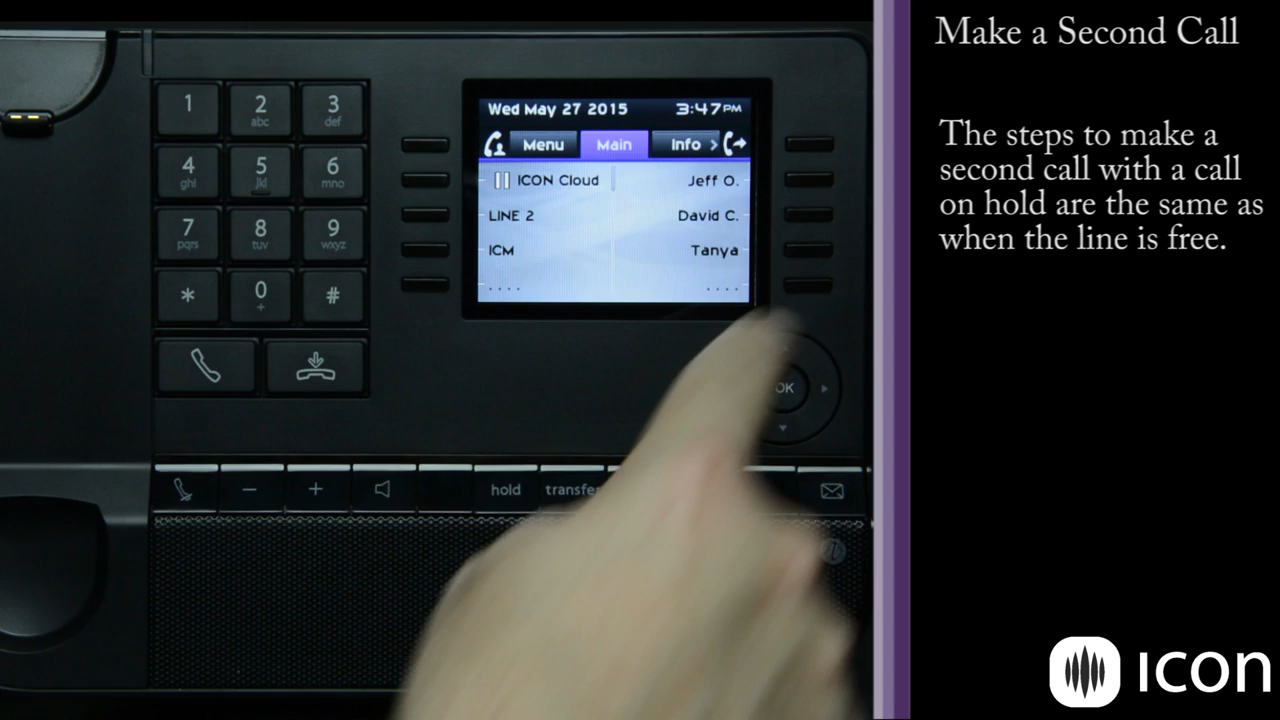 Make a Second Call
The steps to make a
second call with a call
on hold are the same as
when the line is free.
Wed May 27 2015 3:47PM
Menu Main Info >
ICON Cloud Jeff O.
LINE 2 David C.
ICM Tanya
.... ....
1 2 3
abc def
4 5 6
ghi jkl mno
7 8 9
pqrs tuv wxyz
* 0 #
+
OK
− + hold transfer
icon